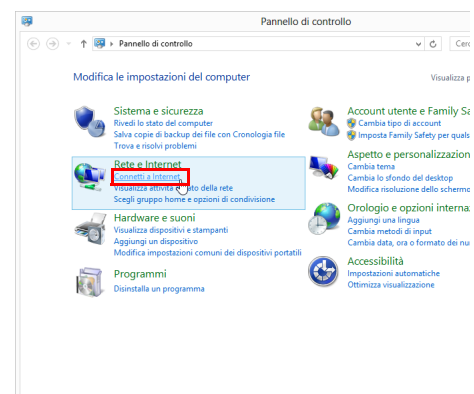 Pannello di controllo
Pannello di controllo
Cerc
Modifica le impostazioni del computer
Visualizza p
Sistema e sicurezza
Rivedi lo stato del computer
Salva copie di backup dei file con Cronologia file
Trova e risolvi problemi
Rete e Internet
Connetti a Internet
Visualizza attività stato della rete
Scegli gruppo home e opzioni di condivisione
Hardware e suoni
Visualizza dispositivi e stampanti
Aggiungi un dispositivo
Modifica impostazioni comuni dei dispositivi portatili
Programmi
Disinstalla un programma
Account utente e Family Sa
Cambia tipo di account
Imposta Family Safety per quals
Aspetto e personalizzazion
Cambia tema
Cambia lo sfondo del desktop
Modifica risoluzione dello schermo
Orologio e opzioni interna
Aggiungi una lingua
Cambia metodi di input
Cambia data, ora o formato dei nu
Accessibilità
Impostazioni automatiche
Ottimizza visualizzazione